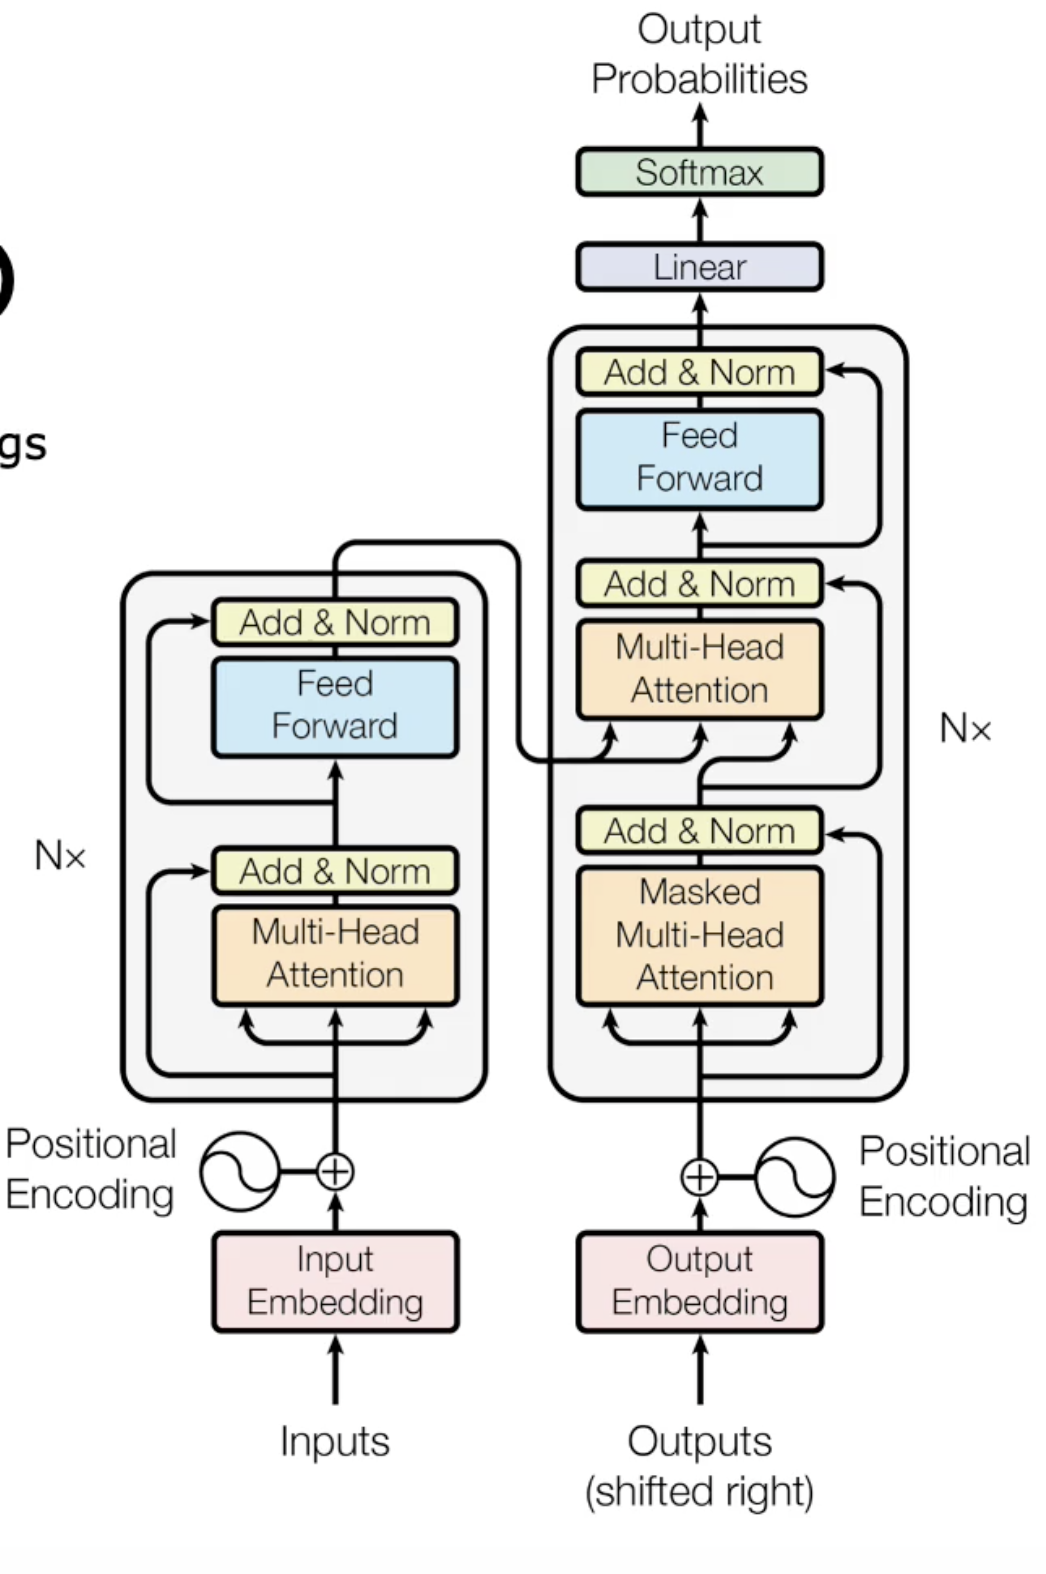 Output
Probabilities
Softmax
Linear
Add & Norm
Feed
Forward
Add & Norm
Multi-Head
Attention
Add & Norm
Masked
Multi-Head
Attention
Nx
Positional
Encoding
Output
Embedding
Outputs
(shifted right)
gs
Add & Norm
Feed
Forward
Add & Norm
Multi-Head
Attention
Nx
Positional
Encoding
Input
Embedding
Inputs